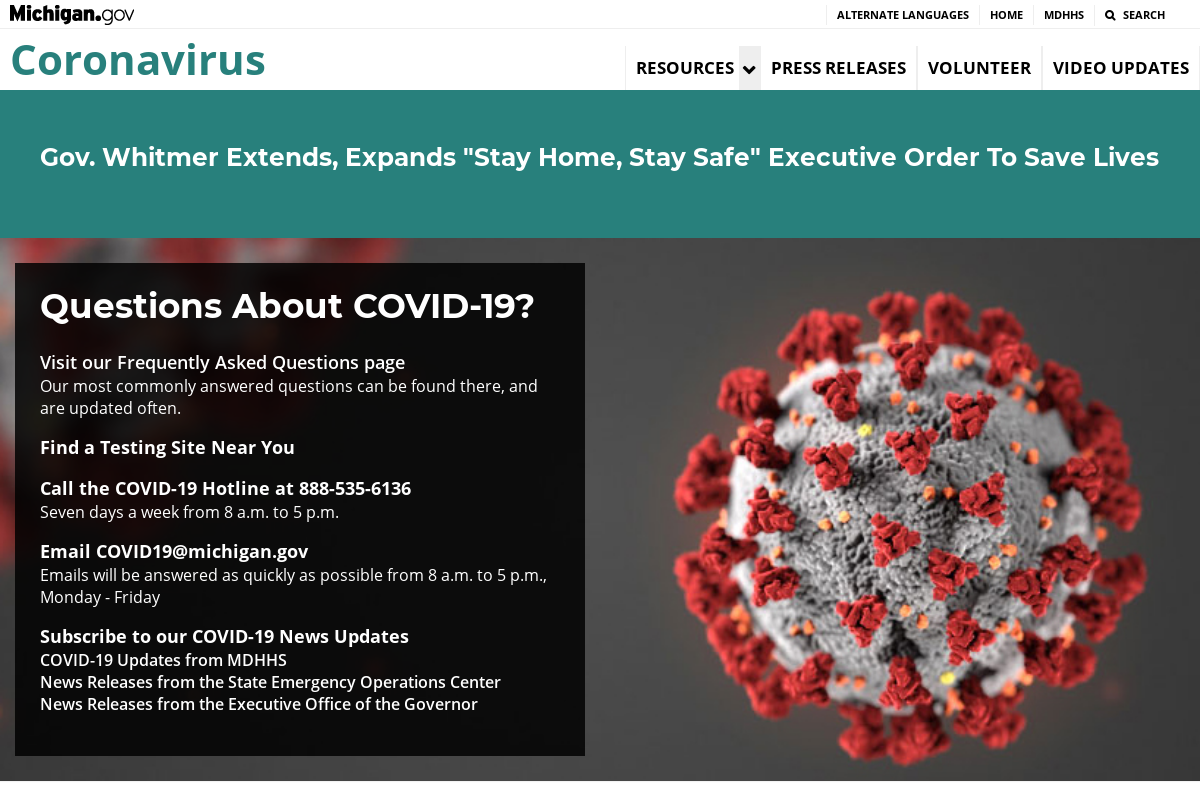 Michigan.gov
ALTERNATE LANGUAGES HOME MDHHS SEARCH
Coronavirus
RESOURCES PRESS RELEASES VOLUNTEER VIDEO UPDATES
Gov. Whitmer Extends, Expands "Stay Home, Stay Safe" Executive Order To Save Lives
Questions About COVID-19?
Visit our Frequently Asked Questions page
Our most commonly answered questions can be found there, and
are updated often.
Find a Testing Site Near You
Call the COVID-19 Hotline at 888-535-6136
Seven days a week from 8 a.m. to 5 p.m.
Email COVID19@michigan.gov
Emails will be answered as quickly as possible from 8 a.m. to 5 p.m.,
Monday - Friday
Subscribe to our COVID-19 News Updates
COVID-19 Updates from MDHHS
News Releases from the State Emergency Operations Center
News Releases from the Executive Office of the Governor